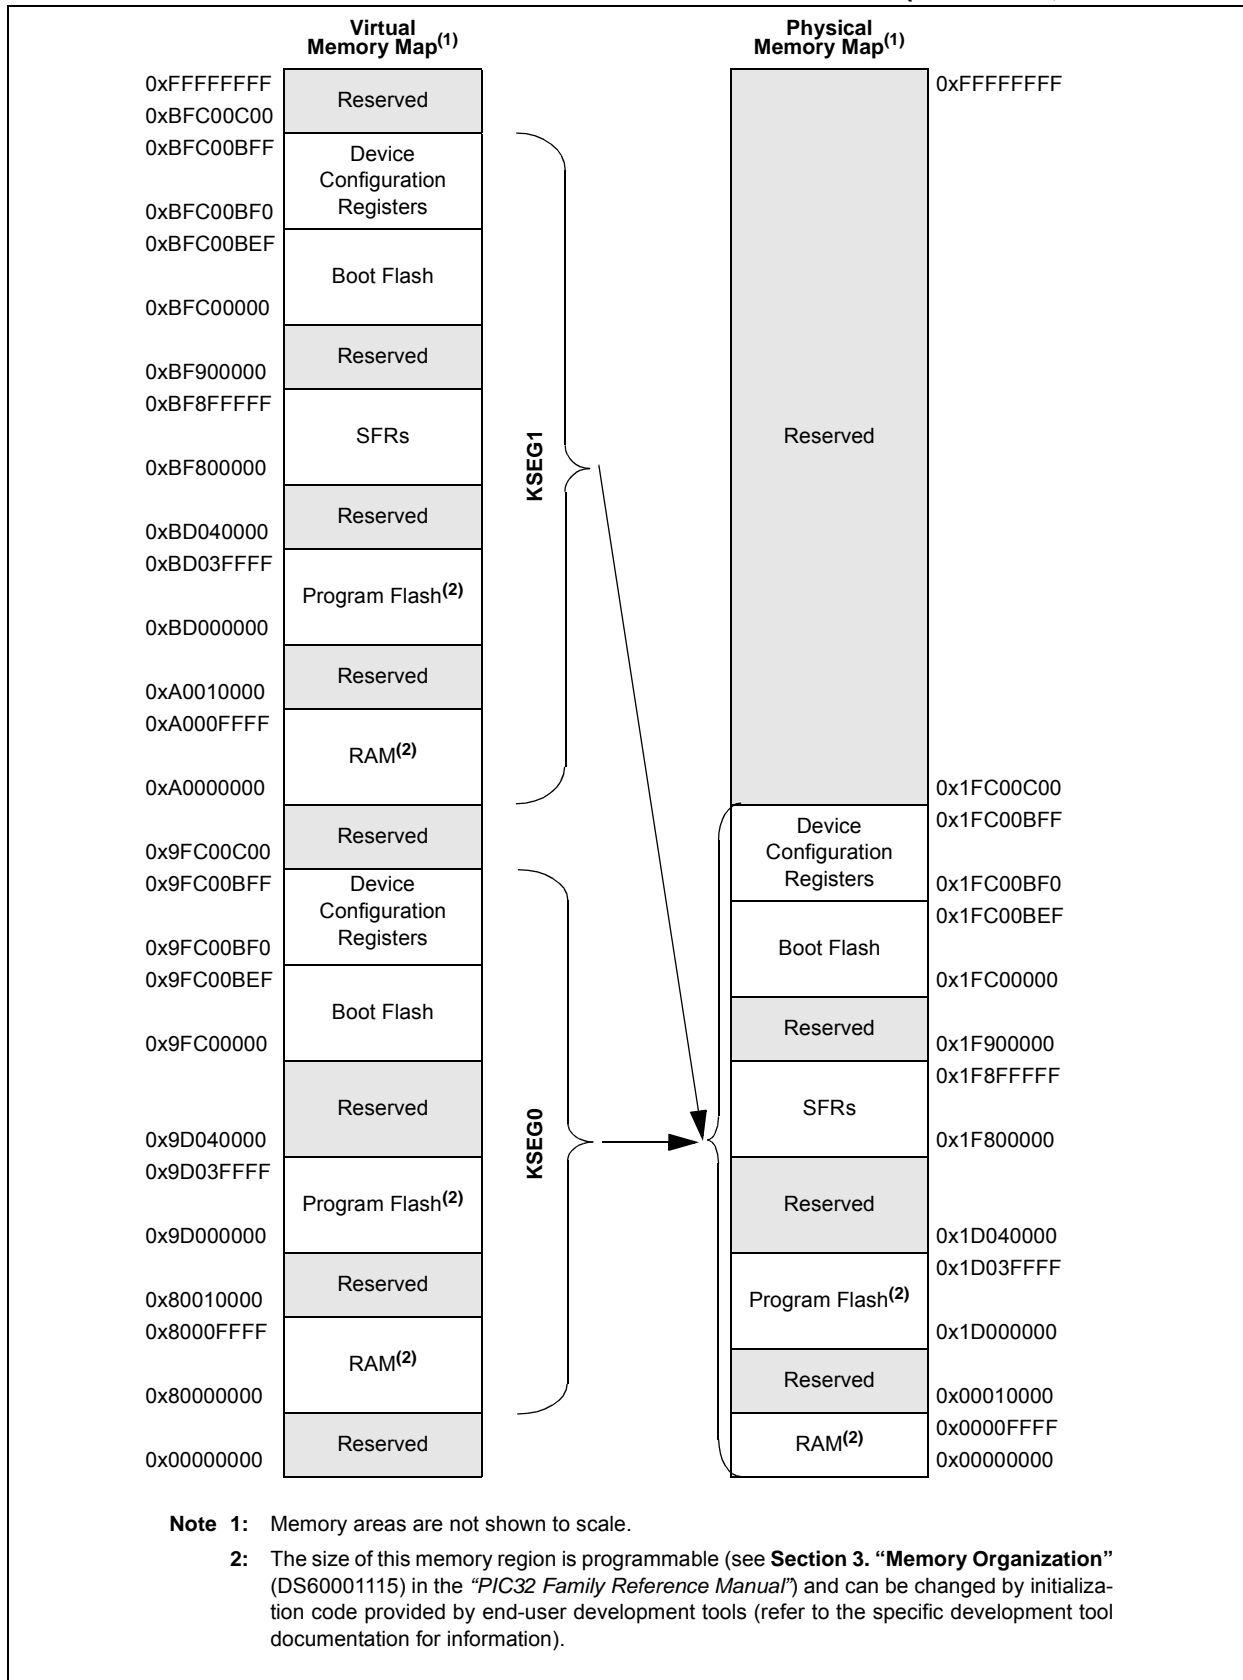 Virtual
Memory Map(1)
0xFFFFFFFF
Reserved
0xBFC00C00
0xBFC00BFF
Device
Configuration
Registers
0xBFC00BF0
0xBFC00BEF
Boot Flash
0xBFC00000
Reserved
0xBF900000
0xBF8FFFFF
SFRs
0xBF800000
Reserved
0xBD040000
0xBD03FFFF
Program Flash(2)
0xBD000000
Reserved
0xA0010000
0xA000FFFF
RAM(2)
0xA0000000
Reserved
0x9FC00C00
0x9FC00BFF
Device
Configuration
Registers
0x9FC00BF0
0x9FC00BEF
Boot Flash
0x9FC00000
Reserved
0x9D040000
0x9D03FFFF
Program Flash(2)
0x9D000000
Reserved
0x80010000
0x8000FFFF
RAM(2)
0x80000000
Reserved
0x00000000
KSEG1
KSEG0
Physical
Memory Map(1)
0xFFFFFFFF
Reserved
0x1FC00C00
0x1FC00BFF
Device
Configuration
Registers
0x1FC00BF0
0x1FC00BEF
Boot Flash
0x1FC00000
Reserved
0x1F900000
0x1F8FFFFF
SFRs
0x1F800000
Reserved
0x1D040000
0x1D03FFFF
Program Flash(2)
0x1D000000
Reserved
0x00010000
0x0000FFFF
RAM(2)
0x00000000
Note 1: Memory areas are not shown to scale.
2: The size of this memory region is programmable (see Section 3. “Memory Organization”
(DS60001115) in the “PIC32 Family Reference Manual”) and can be changed by initializa-
tion code provided by end-user development tools (refer to the specific development tool
documentation for information).